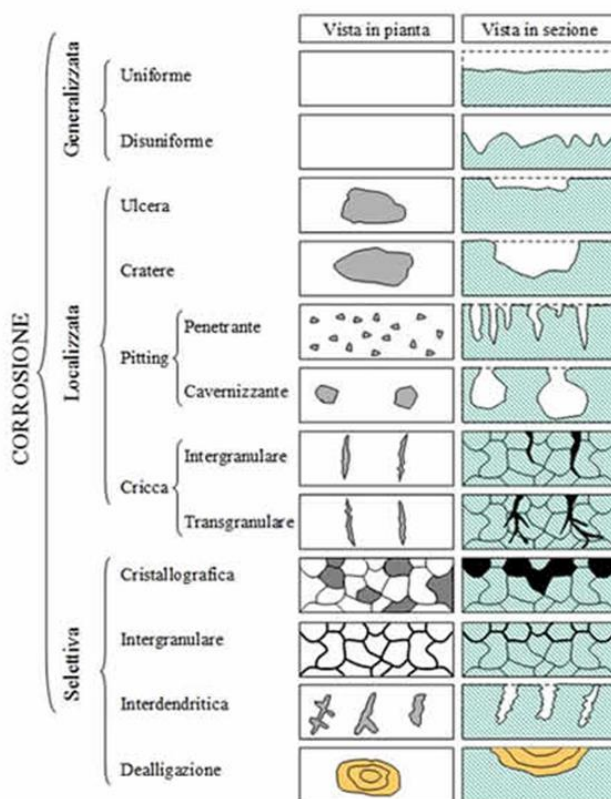 Vista in pianta
Vista in sezione
CORROSIONE
Generalizzata
Uniforme
Disuniforme
Localizzata
Ulcera
Cratere
Pitting
Penetrante
Cavernizzante
Cricca
Intergranulare
Transgranulare
Selettiva
Cristallografica
Intergranulare
Interdendritica
Dealligazione